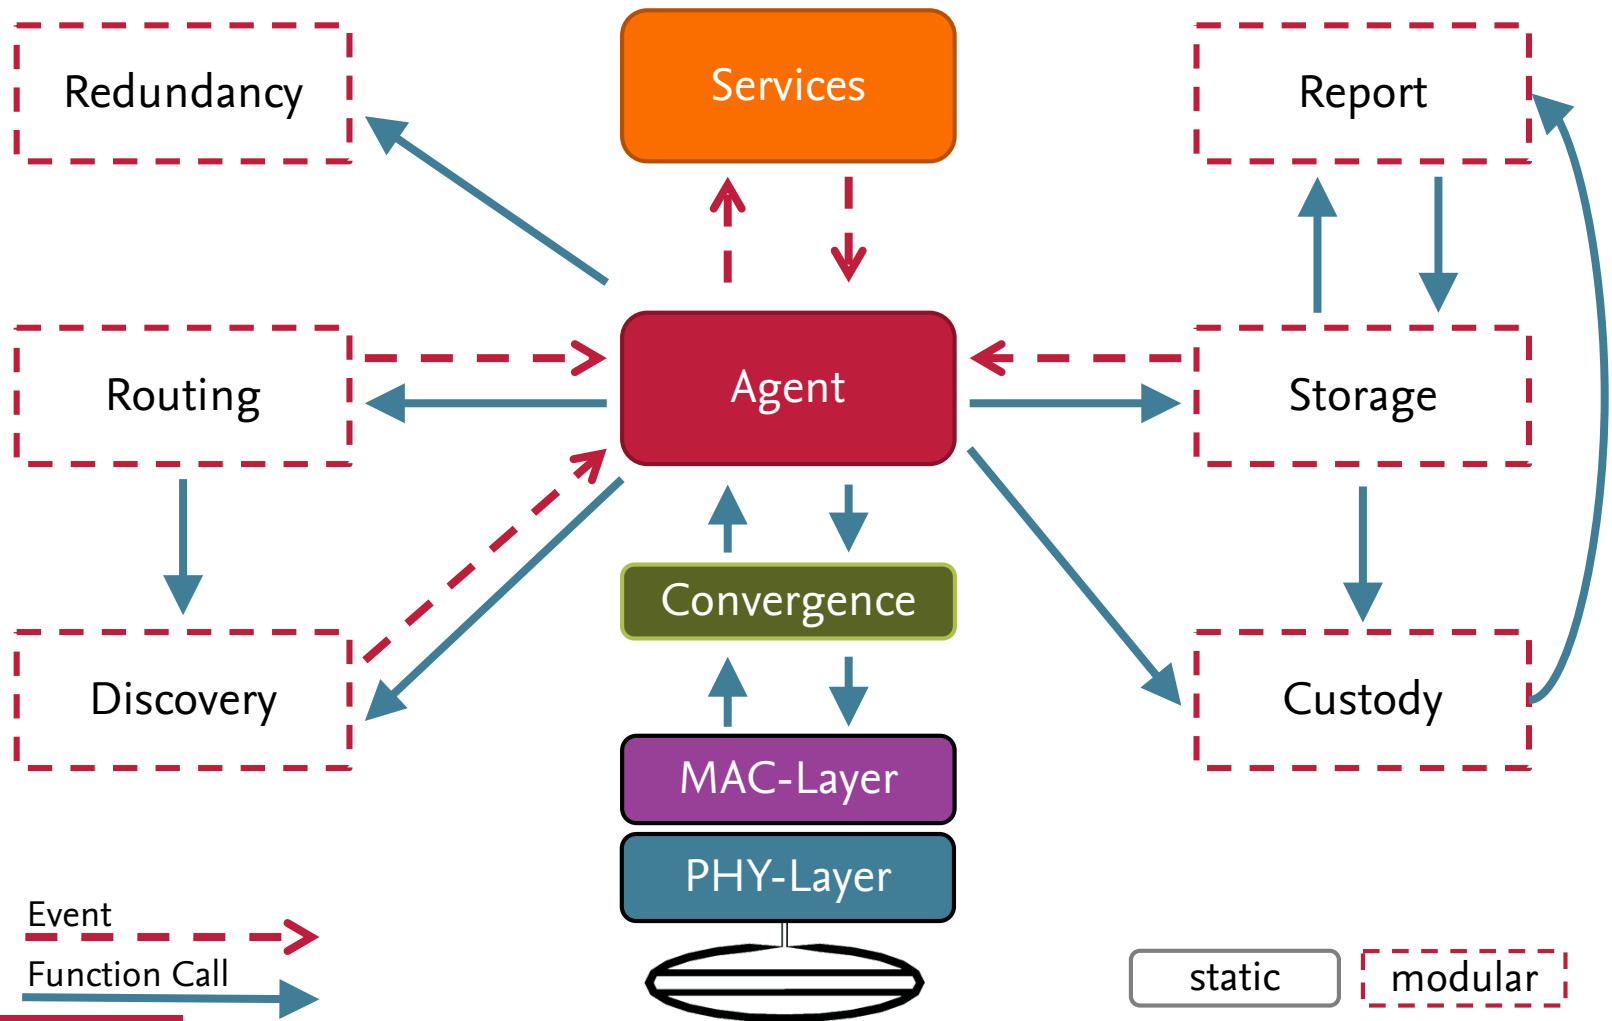 Redundancy
Services
Report
Routing
Agent
Storage
Convergence
Discovery
Custody
MAC-Layer
PHY-Layer
Event
Function Call
static
modular